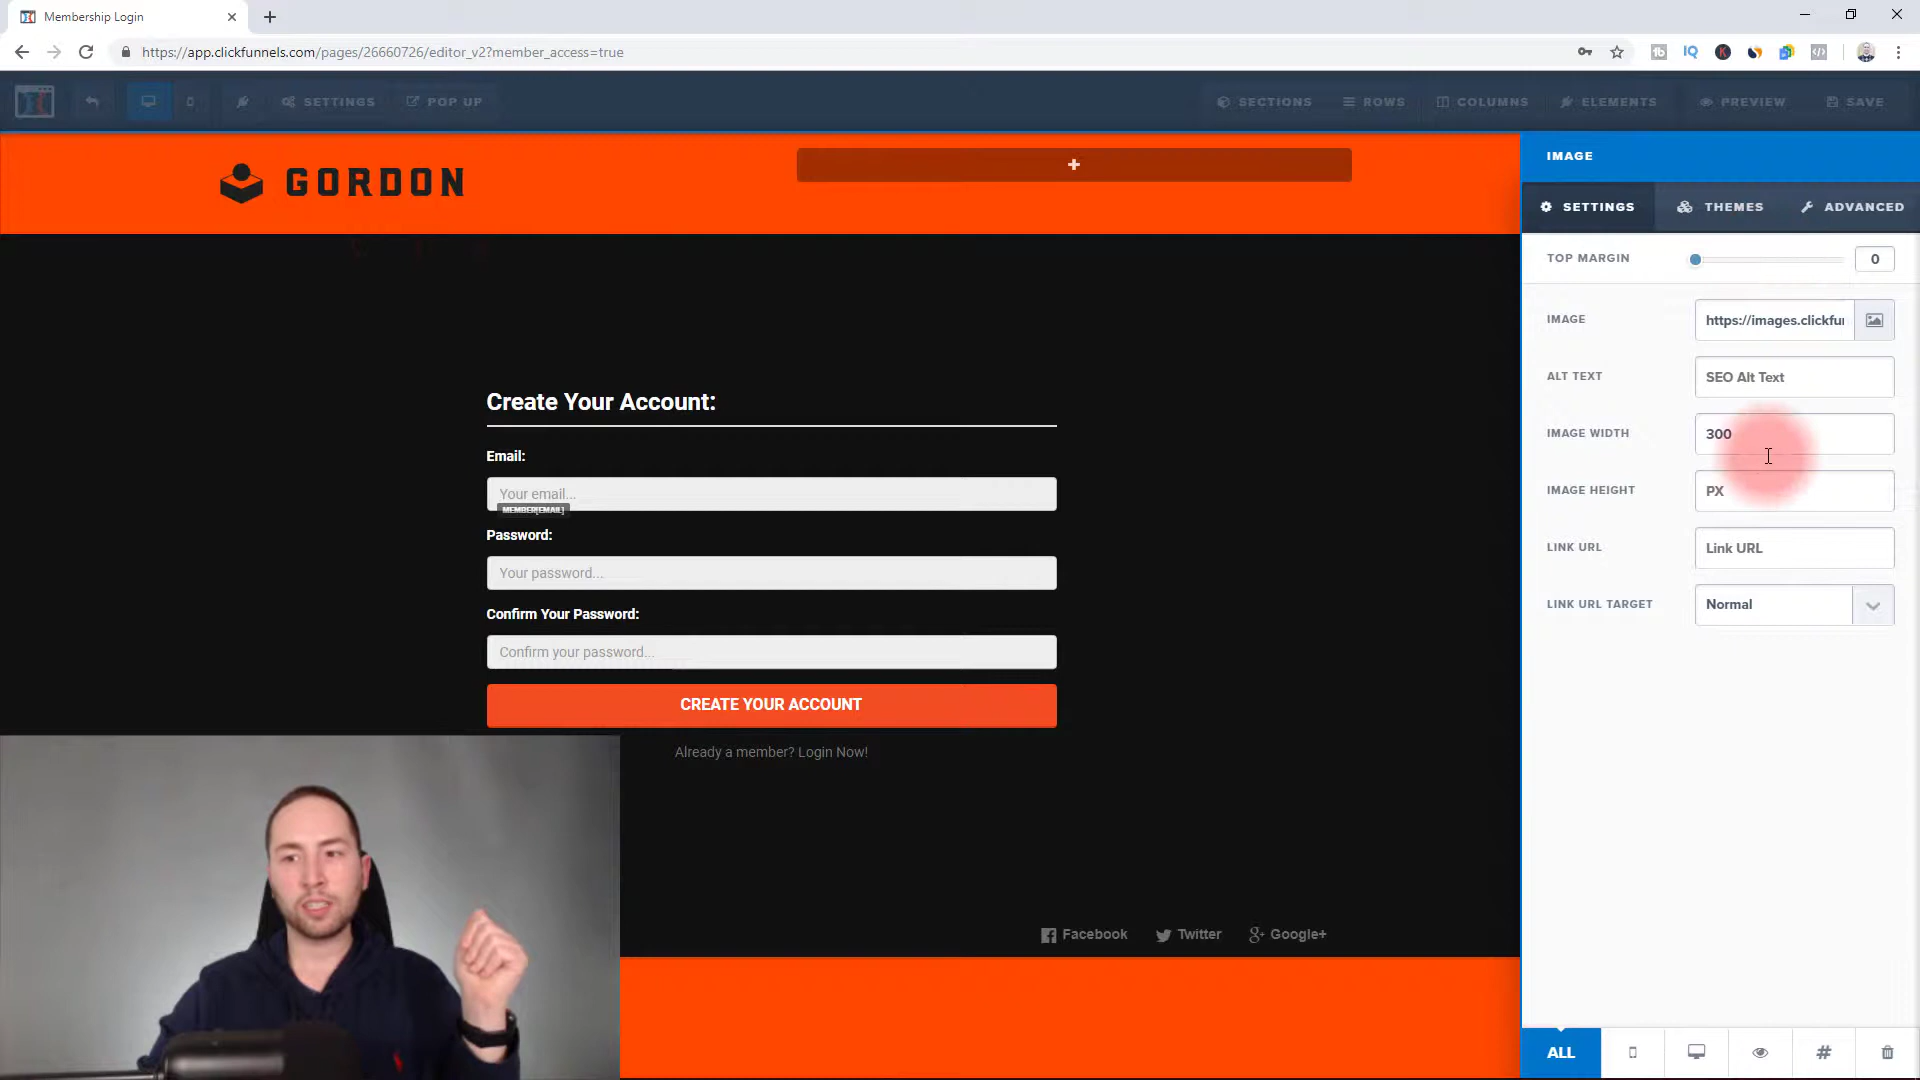 Membership Login
https://app.clickfunnels.com/pages/26660726/editor_v2?member_access=true
SETTINGS
POP UP
SECTIONS
ROWS
COLUMNS
ELEMENTS
PREVIEW
SAVE
GORDON
IMAGE
SETTINGS
THEMES
ADVANCED
TOP MARGIN
0
IMAGE
https://images.clickfu
ALT TEXT
SEO Alt Text
IMAGE WIDTH
300
IMAGE HEIGHT
PX
LINK URL
Link URL
LINK URL TARGET
Normal
Create Your Account:
Email:
Your email...
MEMBER[EMAIL]
Password:
Your password...
Confirm Your Password:
Confirm your password...
CREATE YOUR ACCOUNT
Already a member? Login Now!
Facebook
Twitter
Google+
ALL